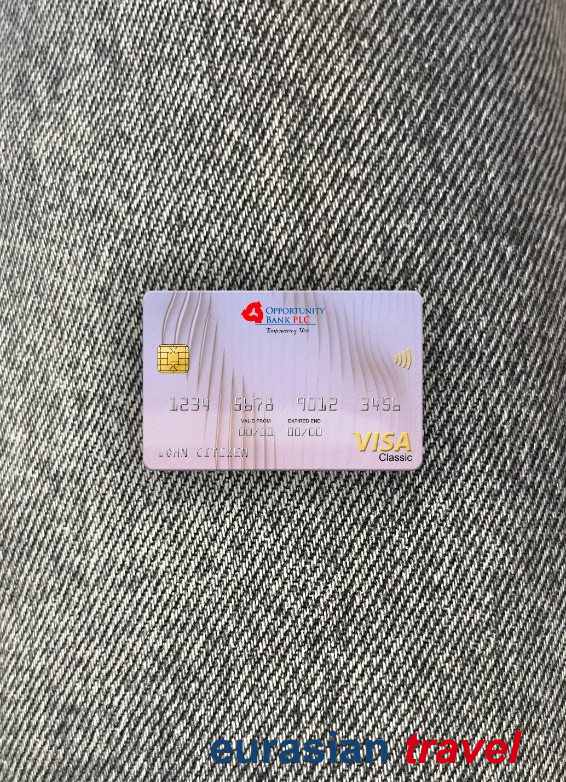 OPPORTUNITY
BANK PLC
Empowering You
1234 5678 9012 3456
VALID FROM EXPIRED END
00/00 00/00
JOHN CITIZEN
VISA
Classic
eurasian travel